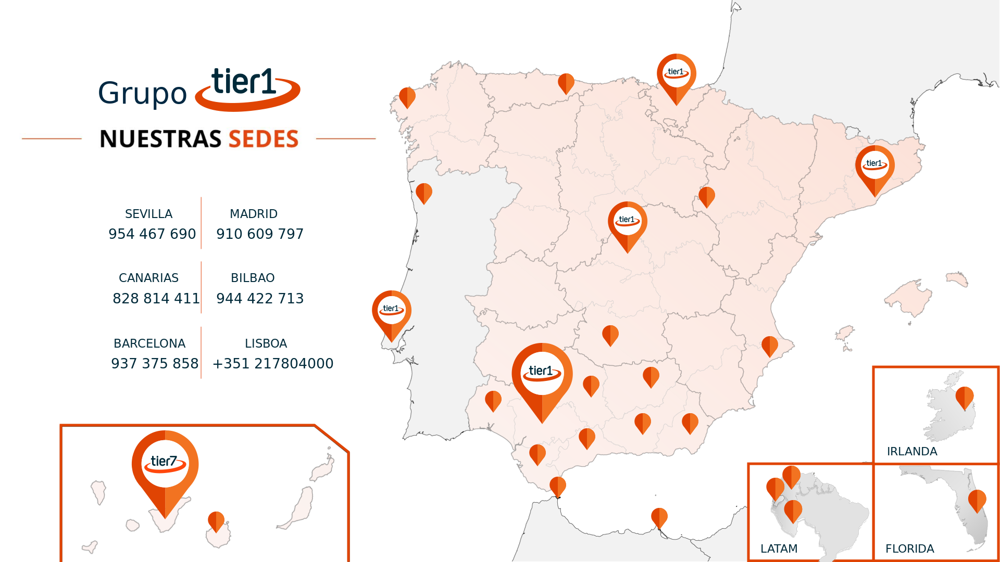 Grupo tier1
NUESTRAS SEDES
SEVILLA
954 467 690
MADRID
910 609 797
CANARIAS
828 814 411
BILBAO
944 422 713
BARCELONA
937 375 858
LISBOA
+351 217804000
tier1
tier1
tier1
tier1
tier1
tier7
IRLANDA
LATAM
FLORIDA